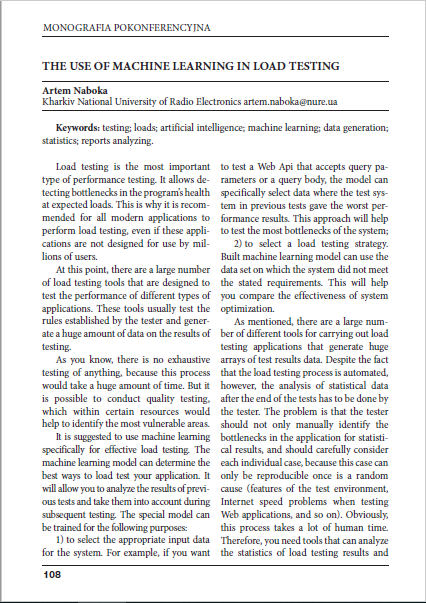 MONOGRAFIA POKONFERENCYJNA
THE USE OF MACHINE LEARNING IN LOAD TESTING
Artem Naboka
Kharkiv National University of Radio Electronics artem.naboka@nure.ua
Keywords: testing; loads; artificial intelligence; machine learning; data generation;
statistics; reports analyzing.
Load testing is the most important
type of performance testing. It allows de-
tecting bottlenecks in the program's health
at expected loads. This is why it is recom-
mended for all modern applications to
perform load testing, even if these appli-
cations are not designed for use by mil-
lions of users.
At this point, there are a large number
of load testing tools that are designed to
test the performance of different types of
applications. These tools usually test the
rules established by the tester and gener-
ate a huge amount of data on the results of
testing.
As you know, there is no exhaustive
testing of anything, because this process
would take a huge amount of time. But it
is possible to conduct quality testing,
which within certain resources would
help to identify the most vulnerable areas.
It is suggested to use machine learning
specifically for effective load testing. The
machine learning model can determine the
best ways to load test your application. It
will allow you to analyze the results of previ-
ous tests and take them into account during
subsequent testing. The special model can
be trained for the following purposes:
1) to select the appropriate input data
for the system. For example, if you want
to test a Web Api that accepts query pa-
rameters or a query body, the model can
specifically select data where the test sys-
tem in previous tests gave the worst per-
formance results. This approach will help
to test the most bottlenecks of the system;
2) to select a load testing strategy.
Built machine learning model can use the
data set on which the system did not meet
the stated requirements. This will help
you compare the effectiveness of system
optimization.
As mentioned, there are a large num-
ber of different tools for carrying out load
testing applications that generate huge
arrays of test results data. Despite the fact
that the load testing process is automated,
however, the analysis of statistical data
after the end of the tests has to be done by
the tester. The problem is that the tester
should not only manually identify the
bottlenecks in the application for statisti-
cal results, and should carefully consider
each individual case, because this case can
only be reproducible once is a random
cause (features of the test environment,
Internet speed problems when testing
Web applications, and so on). Obviously,
this process takes a lot of human time.
Therefore, you need tools that can analyze
the statistics of load testing results and
108